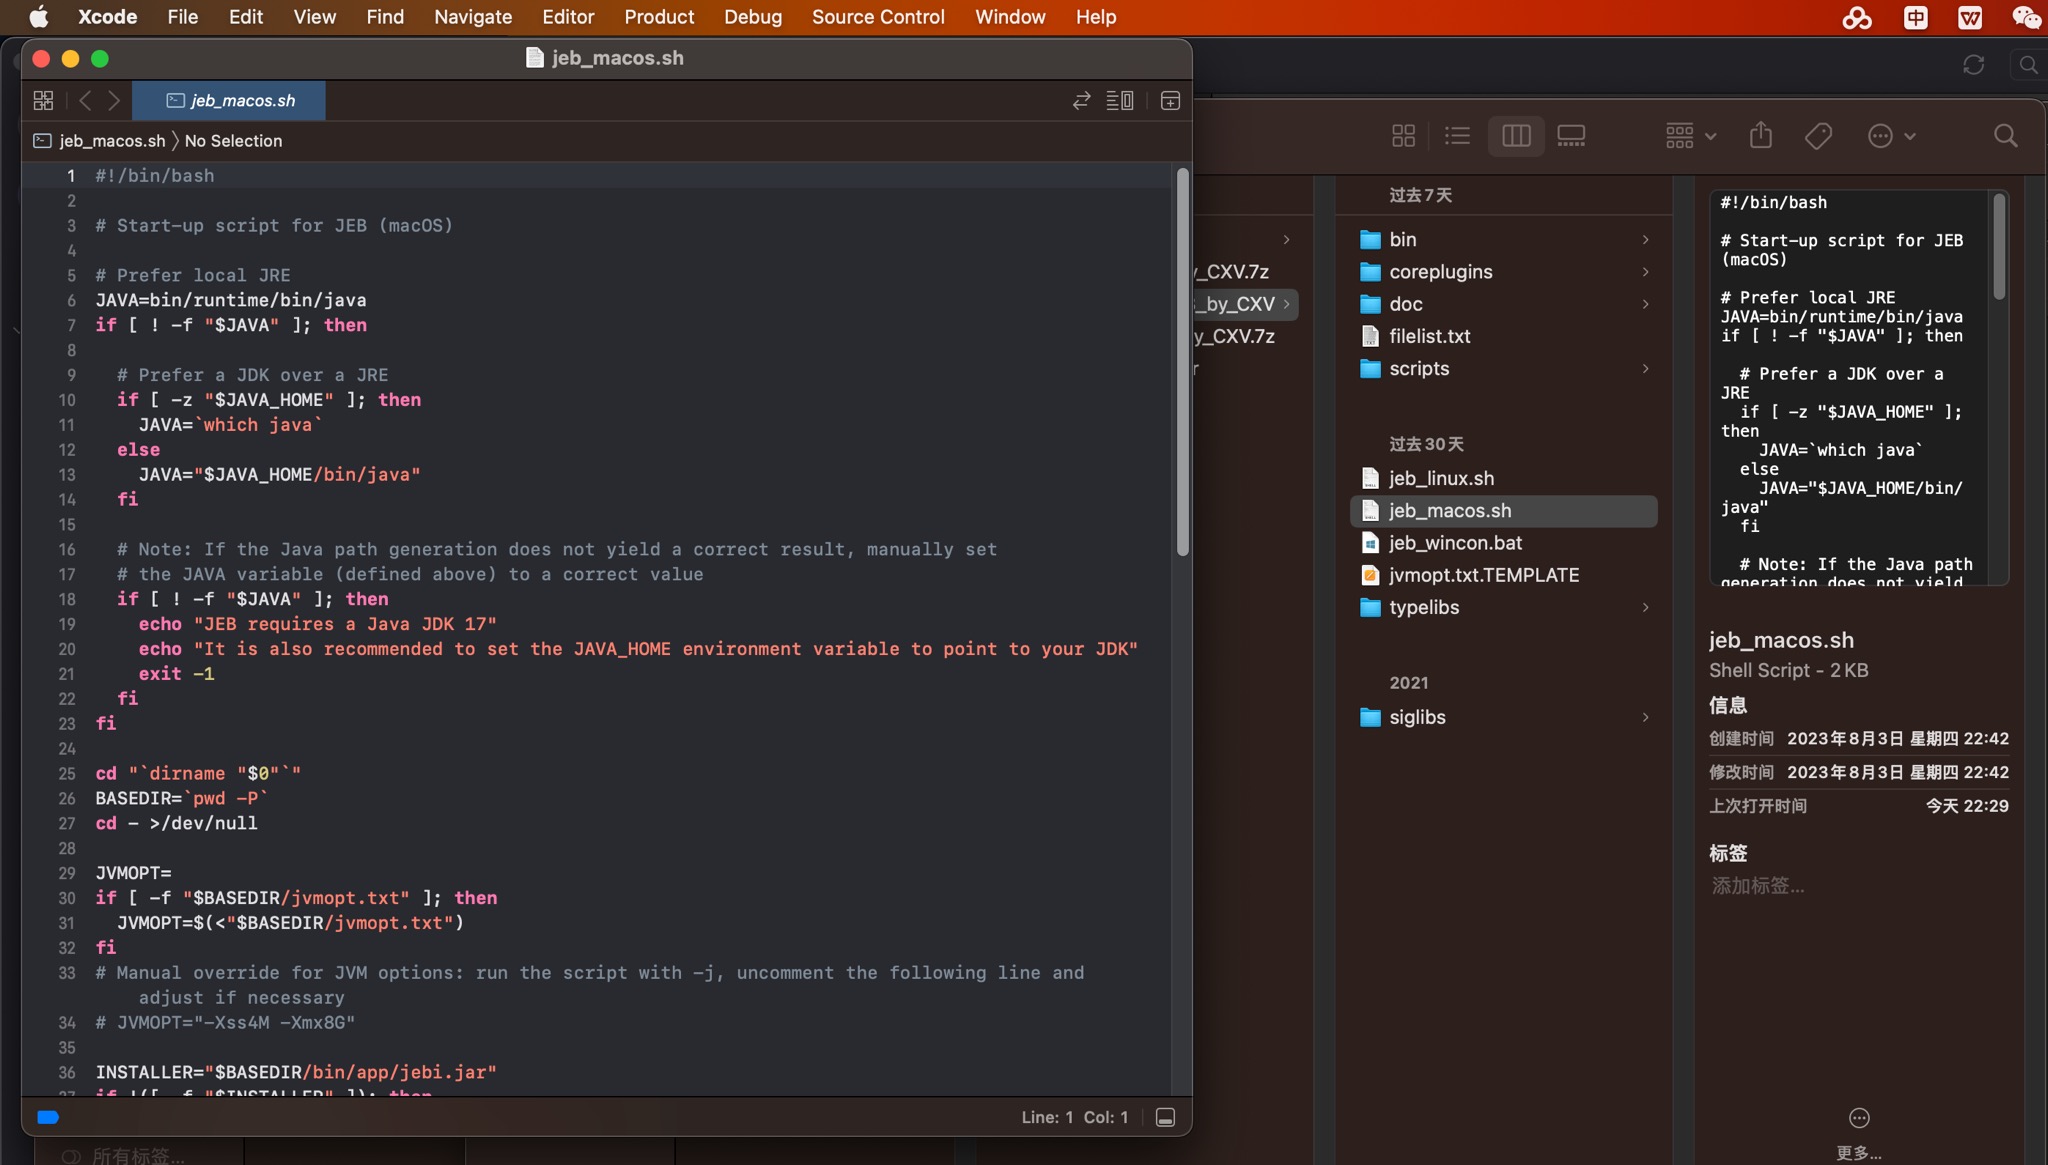 Xcode File Edit View Find Navigate Editor Product Debug Source Control Window Help
中 W
jeb_macos.sh
jeb_macos.sh
jeb_macos.sh 〉No Selection
1 #!/bin/bash
2
3 # Start-up script for JEB (macOS)
4
5 # Prefer local JRE
6 JAVA=bin/runtime/bin/java
7 if [ ! -f "$JAVA" ]; then
8
9 # Prefer a JDK over a JRE
10 if [ -z "$JAVA_HOME" ]; then
11 JAVA=`which java`
12 else
13 JAVA="$JAVA_HOME/bin/java"
14 fi
15
16 # Note: If the Java path generation does not yield a correct result, manually set
17 # the JAVA variable (defined above) to a correct value
18 if [ ! -f "$JAVA" ]; then
19 echo "JEB requires a Java JDK 17"
20 echo "It is also recommended to set the JAVA_HOME environment variable to point to your JDK"
21 exit -1
22 fi
23 fi
24
25 cd "`dirname "$0"`"
26 BASEDIR=`pwd -P`
27 cd - >/dev/null
28
29 JVMOPT=
30 if [ -f "$BASEDIR/jvmopt.txt" ]; then
31 JVMOPT=$(<"$BASEDIR/jvmopt.txt")
32 fi
33 # Manual override for JVM options: run the script with -j, uncomment the following line and
adjust if necessary
34 # JVMOPT="-Xss4M -Xmx8G"
35
36 INSTALLER="$BASEDIR/bin/app/jebi.jar"
37 if !([ -f "$INSTALLER" ]); then
Line: 1 Col: 1
所有标签...
_CXV.7z
_by_CXV
y_CXV.7z
r
过去7天
bin
coreplugins
doc
filelist.txt
scripts
过去30天
jeb_linux.sh
jeb_macos.sh
jeb_wincon.bat
jvmopt.txt.TEMPLATE
typelibs
2021
siglibs
#!/bin/bash
# Start-up script for JEB
(macOS)
# Prefer local JRE
JAVA=bin/runtime/bin/java
if [ ! -f "$JAVA" ]; then
# Prefer a JDK over a
JRE
if [ -z "$JAVA_HOME" ];
then
JAVA=`which java`
else
JAVA="$JAVA_HOME/bin/
java"
fi
# Note: If the Java path
generation does not yield
jeb_macos.sh
Shell Script - 2 KB
信息
创建时间 2023年8月3日 星期四 22:42
修改时间 2023年8月3日 星期四 22:42
上次打开时间 今天 22:29
标签
添加标签...
更多...